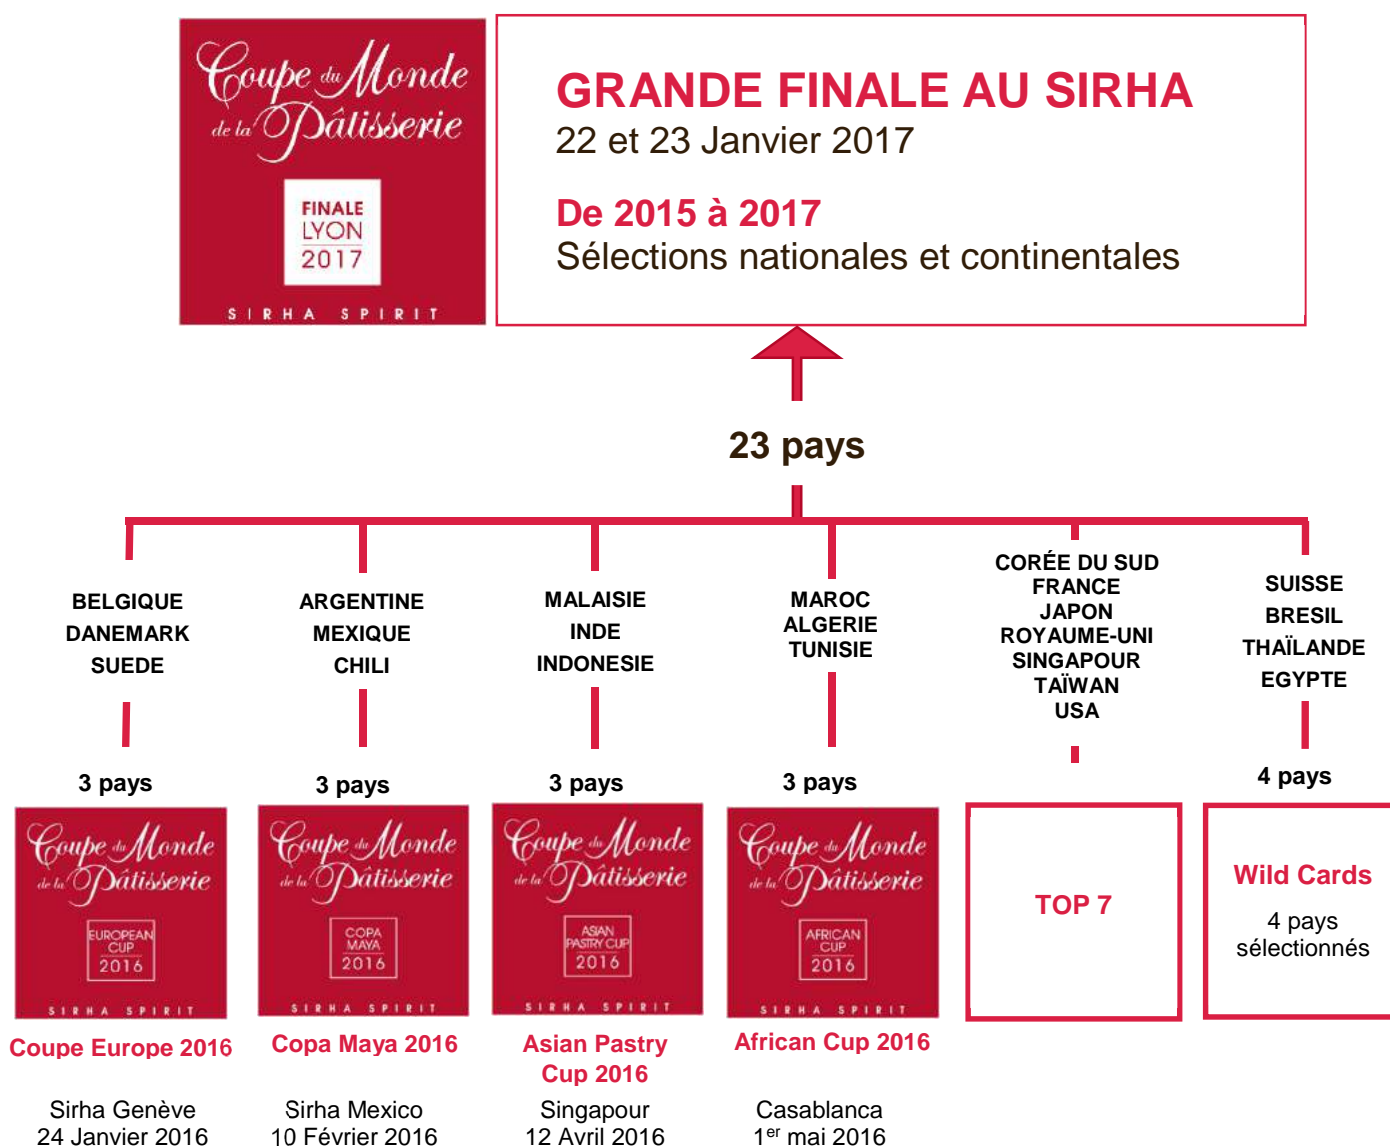 Coupe du Monde
de la Pâtisserie
FINALE
LYON
2017
SIRHA SPIRIT
GRANDE FINALE AU SIRHA
22 et 23 Janvier 2017
De 2015 à 2017
Sélections nationales et continentales
23 pays
BELGIQUE
DANEMARK
SUEDE
3 pays
ARGENTINE
MEXIQUE
CHILI
3 pays
MALAISIE
INDE
INDONESIE
3 pays
MAROC
ALGERIE
TUNISIE
3 pays
CORÉE DU SUD
FRANCE
JAPON
ROYAUME-UNI
SINGAPOUR
TAÏWAN
USA
SUISSE
BRESIL
THAÏLANDE
EGYPTE
4 pays
Coupe du Monde
de la Pâtisserie
EUROPEAN
CUP
2016
SIRHA SPIRIT
Coupe Europe 2016
Sirha Genève
24 Janvier 2016
Coupe du Monde
de la Pâtisserie
COPA
MAYA
2016
SIRHA SPIRIT
Copa Maya 2016
Sirha Mexico
10 Février 2016
Coupe du Monde
de la Pâtisserie
ASIAN
PASTRY CUP
2016
SIRHA SPIRIT
Asian Pastry
Cup 2016
Singapour
12 Avril 2016
Coupe du Monde
de la Pâtisserie
AFRICAN
CUP
2016
SIRHA SPIRIT
African Cup 2016
Casablanca
1er mai 2016
TOP 7
Wild Cards
4 pays
sélectionnés